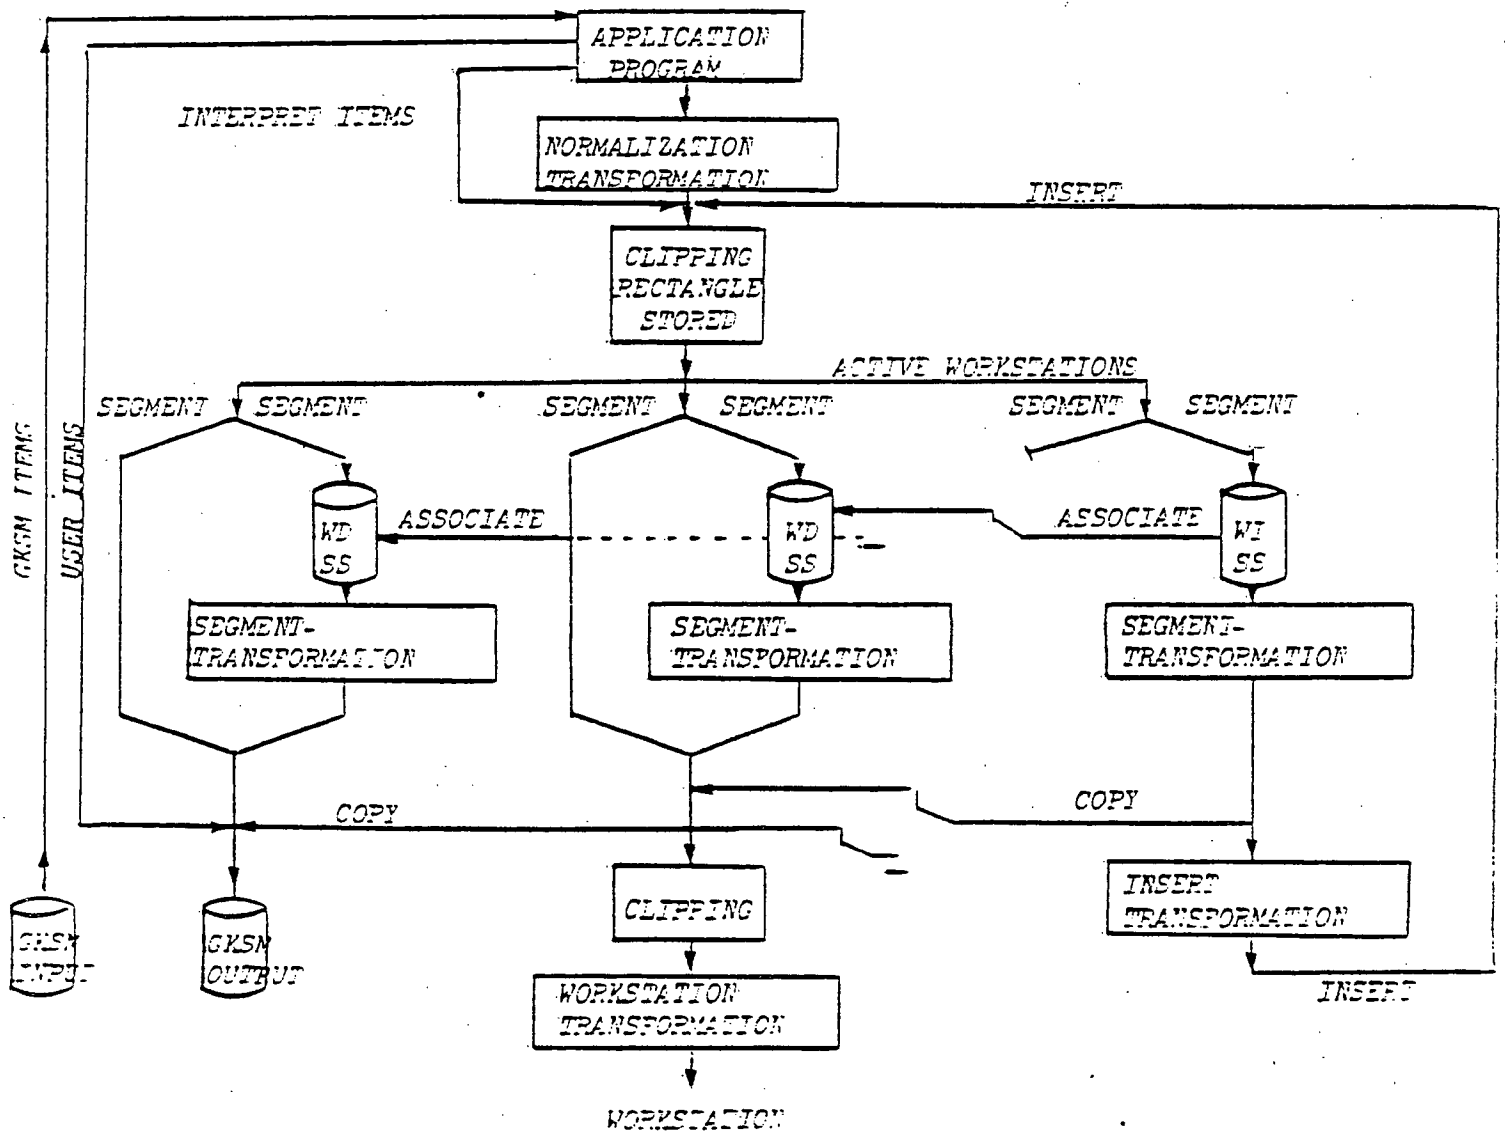 APPLICATION
PROGRAM
INTERPRET ITEMS
NORMALIZATION
TRANSFORMATION
INSERT
CLIPPING
RECTANGLE
STORED
ACTIVE WORKSTATIONS
SEGMENT SEGMENT
SEGMENT SEGMENT
SEGMENT SEGMENT
GKSM ITEMS
USER ITEMS
WD
SS
ASSOCIATE
WD
SS
ASSOCIATE
WI
SS
SEGMENT-
TRANSFORMATION
SEGMENT-
TRANSFORMATION
SEGMENT-
TRANSFORMATION
COPY
COPY
GKSM
INPUT
GKSM
OUTPUT
CLIPPING
INSERT
TRANSFORMATION
INSERT
WORKSTATION
TRANSFORMATION
WORKSTATION